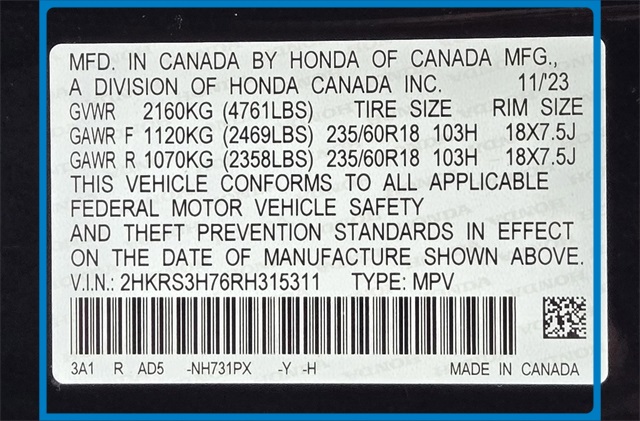 MFD. IN CANADA BY HONDA OF CANADA MFG.,
A DIVISION OF HONDA CANADA INC. 11/'23
GVWR 2160KG (4761LBS) TIRE SIZE RIM SIZE
GAWR F 1120KG (2469LBS) 235/60R18 103H 18X7.5J
GAWR R 1070KG (2358LBS) 235/60R18 103H 18X7.5J
THIS VEHICLE CONFORMS TO ALL APPLICABLE
FEDERAL MOTOR VEHICLE SAFETY
AND THEFT PREVENTION STANDARDS IN EFFECT
ON THE DATE OF MANUFACTURE SHOWN ABOVE.
V.I.N.: 2HKRS3H76RH315311 TYPE: MPV
3A1 R AD5 -NH731PX -Y -H MADE IN CANADA